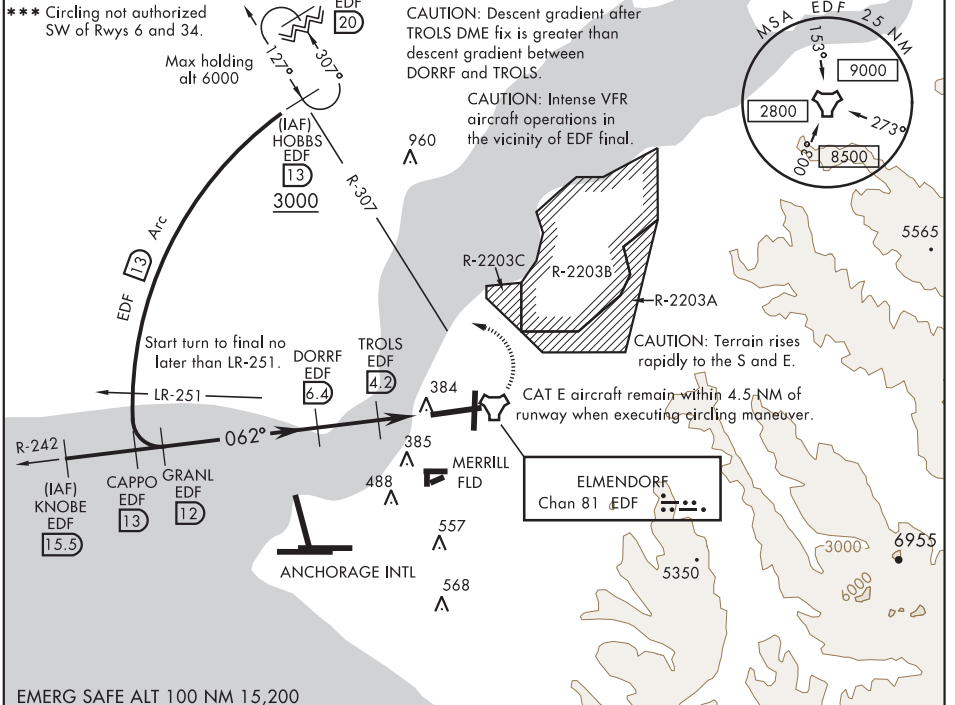 *** Circling not authorized
SW of Rwys 6 and 34.
EDF
20
CAUTION: Descent gradient after
TROLS DME fix is greater than
descent gradient between
DORRF and TROLS.
MSA EDF 25 NM
153°
9000
2800
273°
003°
8500
Max holding
alt 6000
127°
307°
CAUTION: Intense VFR
aircraft operations in
the vicinity of EDF final.
(IAF)
HOBBS
EDF
13
3000
960
R-307
5565
EDF 13 Arc
R-2203C
R-2203B
R-2203A
Start turn to final no
later than LR-251.
LR-251
DORRF
EDF
6.4
TROLS
EDF
4.2
CAUTION: Terrain rises
rapidly to the S and E.
384
CAT E aircraft remain within 4.5 NM of
runway when executing circling maneuver.
R-242
062°
385
(IAF)
KNOBE
EDF
15.5
CAPPO
EDF
13
GRANL
EDF
12
488
MERRILL
FLD
ELMENDORF
Chan 81 EDF
557
ANCHORAGE INTL
568
5350
3000
6955
6000
EMERG SAFE ALT 100 NM 15,200